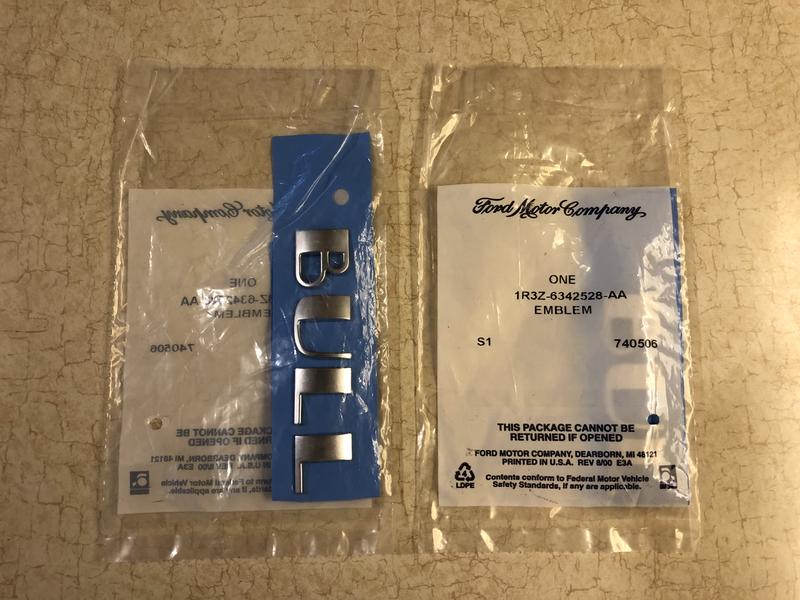 BULL
Ford Motor Company
ONE
1R3Z-6342528-AA
EMBLEM
S1 740506
THIS PACKAGE CANNOT BE
RETURNED IF OPENED
FORD MOTOR COMPANY, DEARBORN, MI 48121
PRINTED IN U.S.A. REV 8/00 E3A
4
LDPE
Contents conform to Federal Motor Vehicle
Safety Standards, if any are applicable.